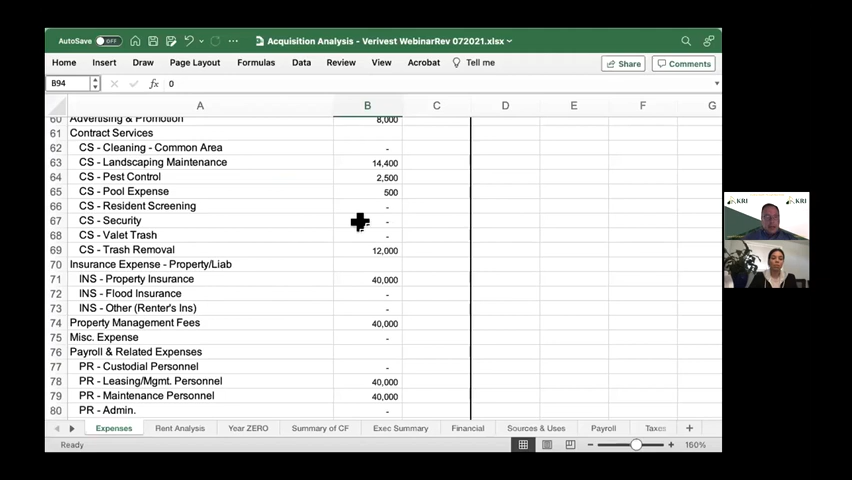 AutoSave OFF Acquisition Analysis - Verivest WebinarRev 072021.xlsx
Home Insert Draw Page Layout Formulas Data Review View Acrobat Tell me Share Comments
B94 fx 0
A B C D E F G
60 Advertising & Promotion 8,000
61 Contract Services
62 CS - Cleaning - Common Area -
63 CS - Landscaping Maintenance 14,400
64 CS - Pest Control 2,500
65 CS - Pool Expense 500
66 CS - Resident Screening -
67 CS - Security -
68 CS - Valet Trash -
69 CS - Trash Removal 12,000
70 Insurance Expense - Property/Liab
71 INS - Property Insurance 40,000
72 INS - Flood Insurance -
73 INS - Other (Renter's Ins) -
74 Property Management Fees 40,000
75 Misc. Expense -
76 Payroll & Related Expenses
77 PR - Custodial Personnel -
78 PR - Leasing/Mgmt. Personnel 40,000
79 PR - Maintenance Personnel 40,000
80 PR - Admin. -
Expenses Rent Analysis Year ZERO Summary of CF Exec Summary Financial Sources & Uses Payroll Taxes +
Ready 160%
KRI KRI